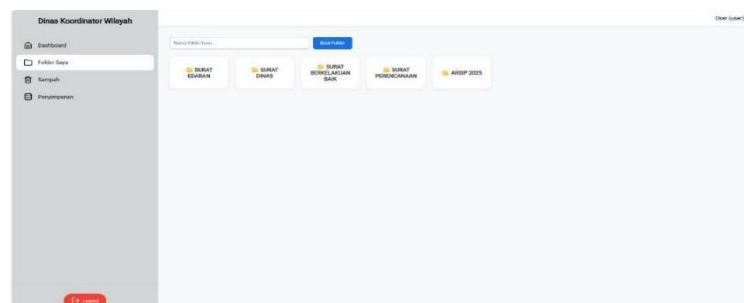 Dinas Koordinator Wilayah
User (user)
Dashboard
Folder Saya
Sampah
Penyimpanan
Nama folder baru...
Buat Folder
SURAT
EDARAN
SURAT
DINAS
SURAT
BERKELAKUAN
BAIK
SURAT
PERENCANAAN
ARSIP 2025
Logout